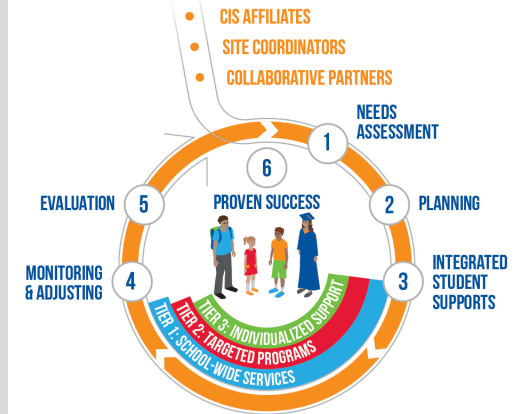 CIS AFFILIATES
SITE COORDINATORS
COLLABORATIVE PARTNERS
1
NEEDS
ASSESSMENT
2
PLANNING
3
INTEGRATED
STUDENT
SUPPORTS
4
MONITORING
& ADJUSTING
5
EVALUATION
6
PROVEN SUCCESS
TIER 3: INDIVIDUALIZED SUPPORT
TIER 2: TARGETED PROGRAMS
TIER 1: SCHOOL-WIDE SERVICES